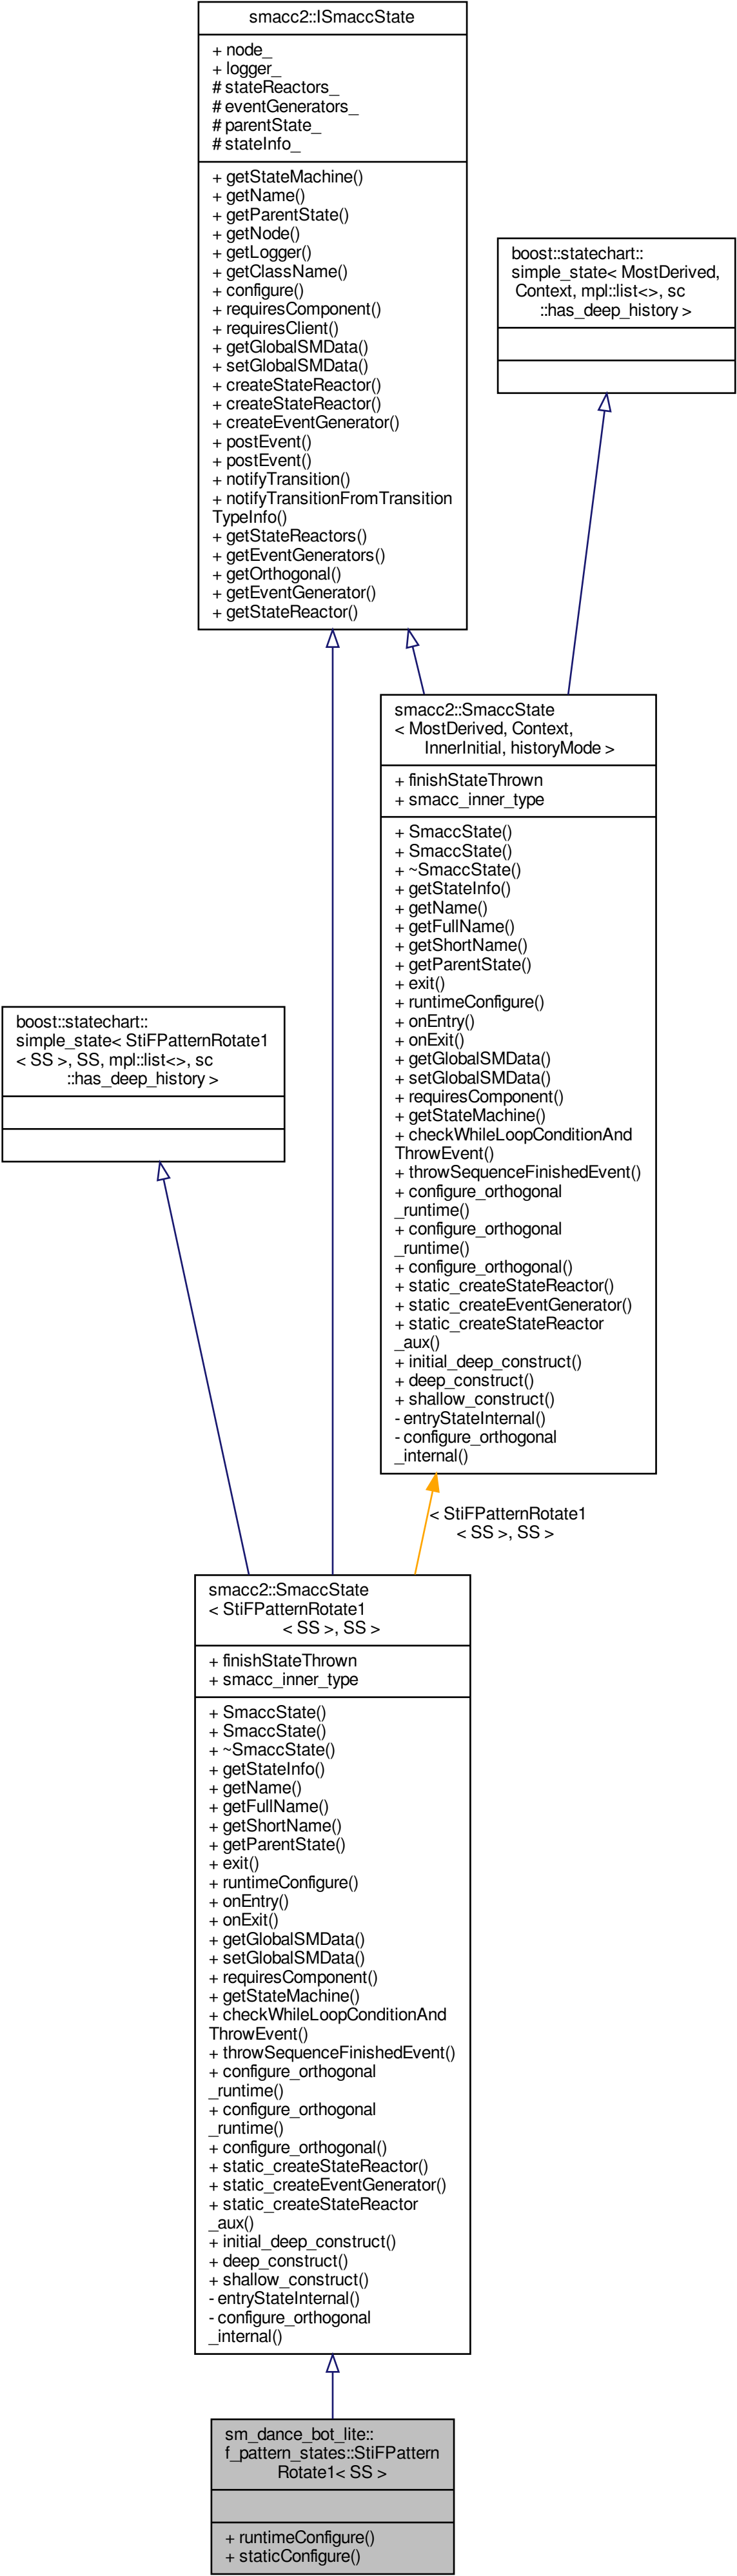 smacc2::ISmaccState
+ node_
+ logger_
# stateReactors_
# eventGenerators_
# parentState_
# stateInfo_
+ getStateMachine()
+ getName()
+ getParentState()
+ getNode()
+ getLogger()
+ getClassName()
+ configure()
+ requiresComponent()
+ requiresClient()
+ getGlobalSMData()
+ setGlobalSMData()
+ createStateReactor()
+ createStateReactor()
+ createEventGenerator()
+ postEvent()
+ postEvent()
+ notifyTransition()
+ notifyTransitionFromTransition
TypeInfo()
+ getStateReactors()
+ getEventGenerators()
+ getOrthogonal()
+ getEventGenerator()
+ getStateReactor()
boost::statechart::
simple_state< MostDerived,
Context, mpl::list<>, sc
::has_deep_history >
smacc2::SmaccState
< MostDerived, Context,
InnerInitial, historyMode >
+ finishStateThrown
+ smacc_inner_type
+ SmaccState()
+ SmaccState()
+ ~SmaccState()
+ getStateInfo()
+ getName()
+ getFullName()
+ getShortName()
+ getParentState()
+ exit()
+ runtimeConfigure()
+ onEntry()
+ onExit()
+ getGlobalSMData()
+ setGlobalSMData()
+ requiresComponent()
+ getStateMachine()
+ checkWhileLoopConditionAnd
ThrowEvent()
+ throwSequenceFinishedEvent()
+ configure_orthogonal
_runtime()
+ configure_orthogonal
_runtime()
+ configure_orthogonal()
+ static_createStateReactor()
+ static_createEventGenerator()
+ static_createStateReactor
_aux()
+ initial_deep_construct()
+ deep_construct()
+ shallow_construct()
- entryStateInternal()
- configure_orthogonal
_internal()
boost::statechart::
simple_state< StiFPatternRotate1
< SS >, SS, mpl::list<>, sc
::has_deep_history >
< StiFPatternRotate1
< SS >, SS >
smacc2::SmaccState
< StiFPatternRotate1
< SS >, SS >
+ finishStateThrown
+ smacc_inner_type
+ SmaccState()
+ SmaccState()
+ ~SmaccState()
+ getStateInfo()
+ getName()
+ getFullName()
+ getShortName()
+ getParentState()
+ exit()
+ runtimeConfigure()
+ onEntry()
+ onExit()
+ getGlobalSMData()
+ setGlobalSMData()
+ requiresComponent()
+ getStateMachine()
+ checkWhileLoopConditionAnd
ThrowEvent()
+ throwSequenceFinishedEvent()
+ configure_orthogonal
_runtime()
+ configure_orthogonal
_runtime()
+ configure_orthogonal()
+ static_createStateReactor()
+ static_createEventGenerator()
+ static_createStateReactor
_aux()
+ initial_deep_construct()
+ deep_construct()
+ shallow_construct()
- entryStateInternal()
- configure_orthogonal
_internal()
sm_dance_bot_lite::
f_pattern_states::StiFPattern
Rotate1< SS >
+ runtimeConfigure()
+ staticConfigure()